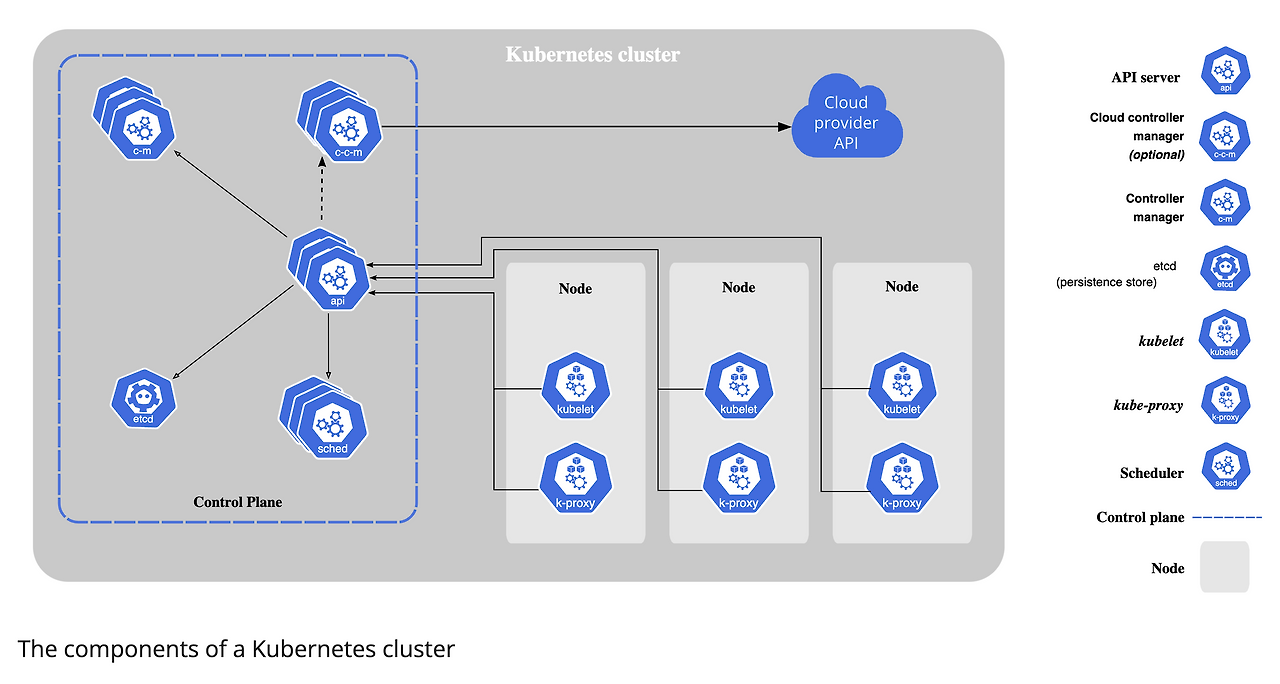 Kubernetes cluster
c-m
c-c-m
Cloud
provider
API
api
etcd
sched
Control Plane
Node
Node
Node
kubelet
kubelet
kubelet
k-proxy
k-proxy
k-proxy
API server
api
Cloud controller
manager
(optional)
c-c-m
Controller
manager
c-m
etcd
(persistence store)
etcd
kubelet
kubelet
kube-proxy
k-proxy
Scheduler
sched
Control plane
Node
The components of a Kubernetes cluster